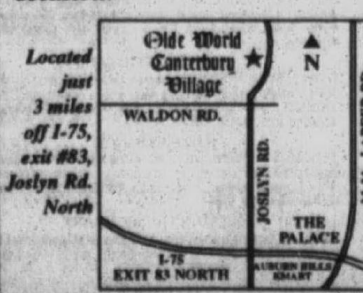 Located
just
3 miles
off I-75,
exit #83,
Joslyn Rd.
North
Olde World
Canterbury
Village
N
WALDON RD.
JOSLYN RD.
THE
PALACE
I-75
EXIT 83 NORTH
AUBURN HILLS
KMART